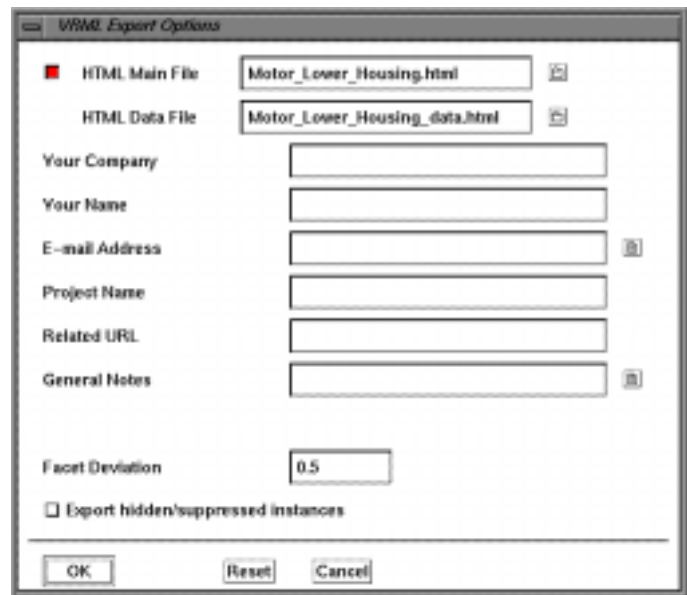 VRML Export Options
HTML Main File Motor_Lower_Housing.html
HTML Data File Motor_Lower_Housing_data.html
Your Company
Your Name
E-mail Address
Project Name
Related URL
General Notes
Facet Deviation 0.5
Export hidden/suppressed instances
OK Reset Cancel